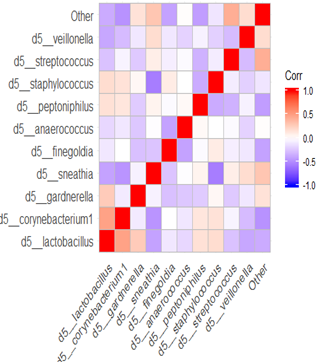 Other
d5__veillonella
d5__streptococcus
d5__staphylococcus
d5__peptoniphilus
d5__anaerococcus
d5__finegoldia
d5__sneathia
d5__gardnerella
d5__corynebacterium1
d5__lactobacillus
d5__lactobacillus
d5__corynebacterium1
d5__gardnerella
d5__sneathia
d5__finegoldia
d5__anaerococcus
d5__peptoniphilus
d5__staphylococcus
d5__streptococcus
d5__veillonella
Other
Corr
1.0
0.5
0.0
-0.5
-1.0